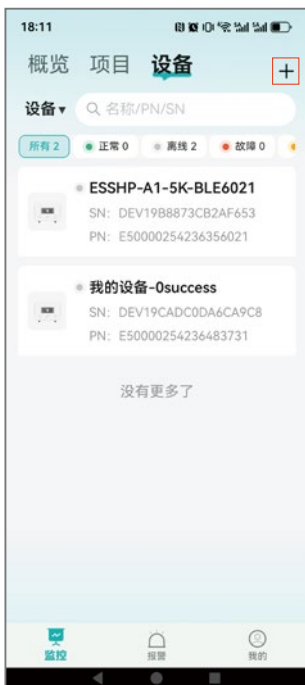 18:11
概览 项目 设备
设备 名称/PN/SN
所有 2 正常 0 离线 2 故障 0
ESSHP-A1-5K-BLE6021
SN: DEV19B8873CB2AF653
PN: E50000254236356021
我的设备-0success
SN: DEV19CADC0DA6CA9C8
PN: E50000254236483731
没有更多了
监控 报警 我的